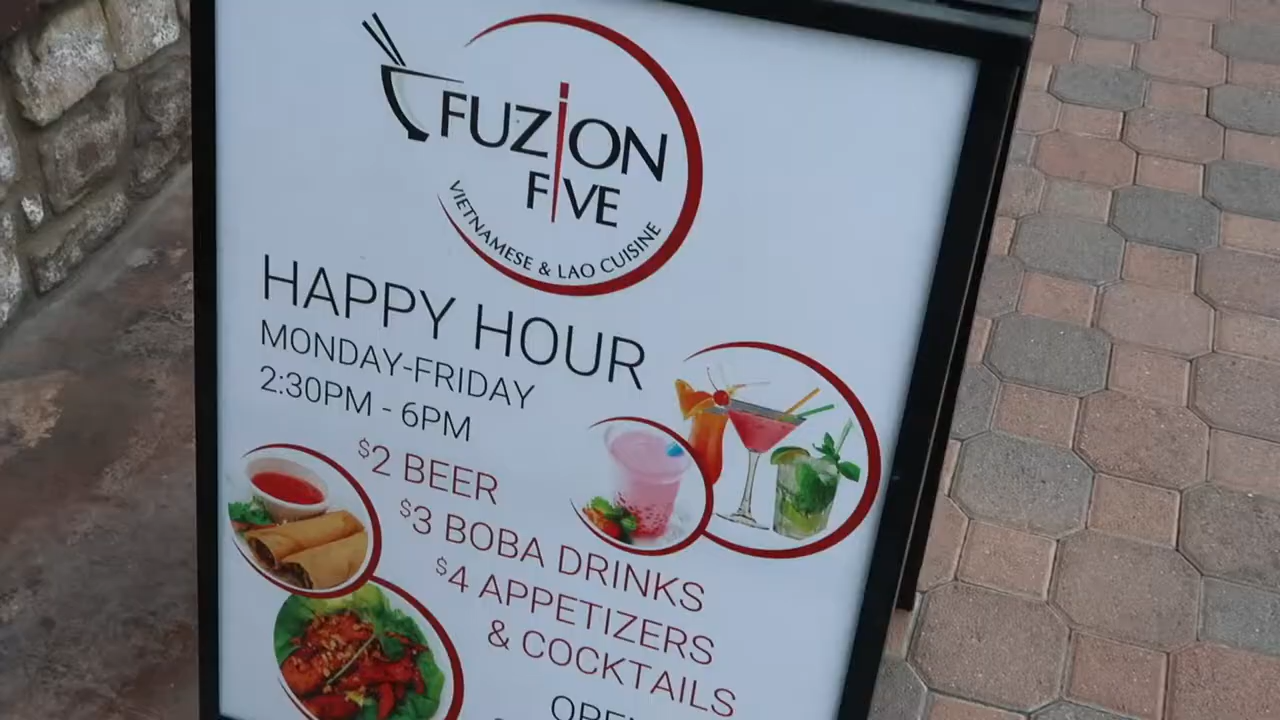 FUZION
FIVE
VIETNAMESE & LAO CUISINE
HAPPY HOUR
MONDAY-FRIDAY
2:30PM - 6PM
$2 BEER
$3 BOBA DRINKS
$4 APPETIZERS
& COCKTAILS